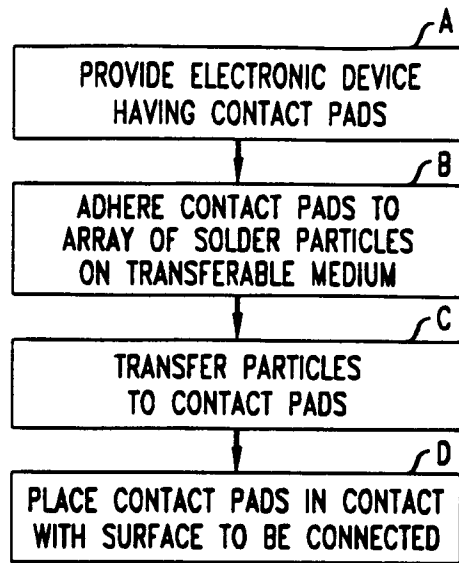 A
PROVIDE ELECTRONIC DEVICE
HAVING CONTACT PADS
B
ADHERE CONTACT PADS TO
ARRAY OF SOLDER PARTICLES
ON TRANSFERABLE MEDIUM
C
TRANSFER PARTICLES
TO CONTACT PADS
D
PLACE CONTACT PADS IN CONTACT
WITH SURFACE TO BE CONNECTED